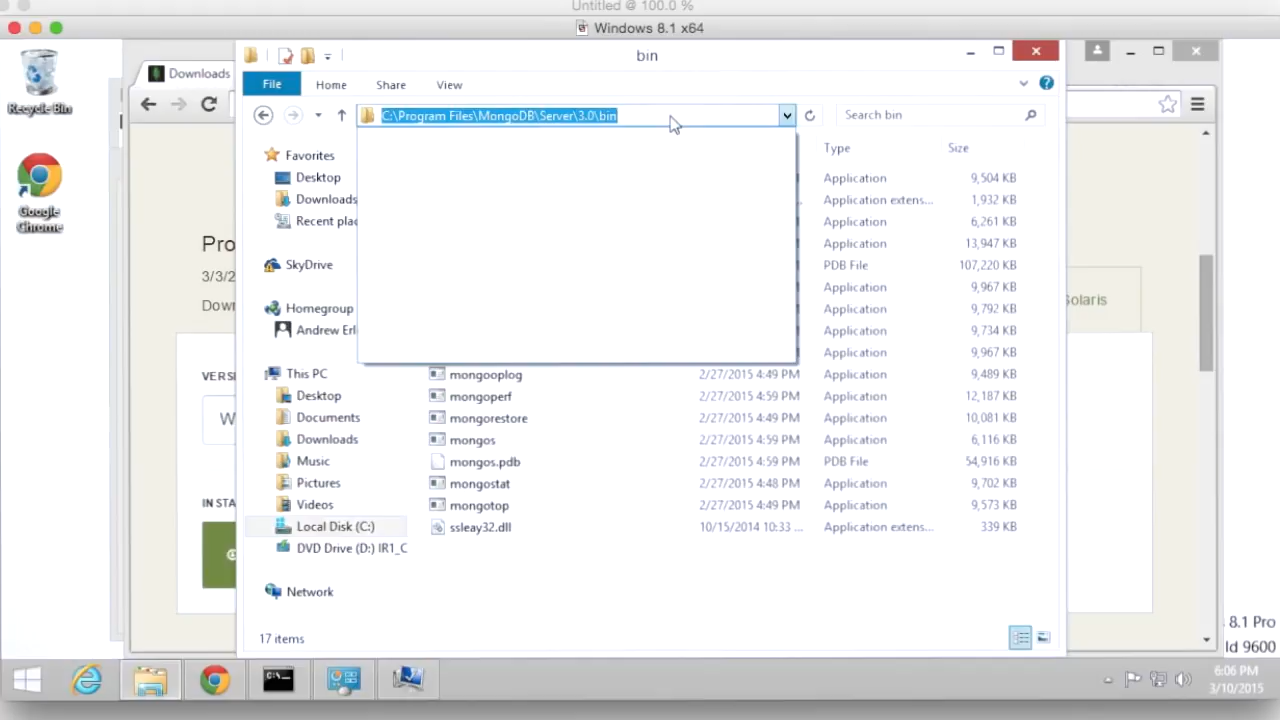 Untitled @ 100.0 %
Windows 8.1 x64
Recycle Bin
Google
Chrome
Downloads
bin
File
Home
Share
View
C:\Program Files\MongoDB\Server\3.0\bin
Search bin
Favorites
Desktop
Downloads
Recent plac
SkyDrive
Homegroup
Andrew Erl
This PC
Desktop
Documents
Downloads
Music
Pictures
Videos
Local Disk (C:)
DVD Drive (D:) IR1_C
Network
Type
Size
Application
9,504 KB
Application extens...
1,932 KB
Application
6,261 KB
Application
13,947 KB
PDB File
107,220 KB
Application
9,967 KB
Application
9,792 KB
Application
9,734 KB
Application
9,967 KB
mongooplog
2/27/2015 4:49 PM
Application
9,489 KB
mongoperf
2/27/2015 4:59 PM
Application
12,187 KB
mongorestore
2/27/2015 4:49 PM
Application
10,081 KB
mongos
2/27/2015 4:59 PM
Application
6,116 KB
mongos.pdb
2/27/2015 4:59 PM
PDB File
54,916 KB
mongostat
2/27/2015 4:48 PM
Application
9,702 KB
mongotop
2/27/2015 4:49 PM
Application
9,573 KB
ssleay32.dll
10/15/2014 10:33 ...
Application extens...
339 KB
17 items
Pro
3/3/2
Dow
VERSI
W
INSTA
Solaris
8.1 Pro
ld 9600
C:\.
6:06 PM
3/10/2015